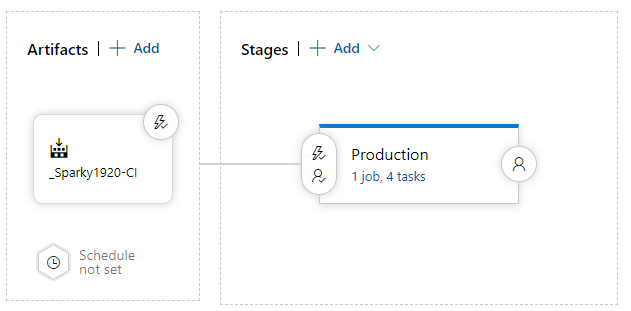 Artifacts | + Add
Stages | + Add
_Sparky1920-CI
Production
1 job, 4 tasks
Schedule
not set